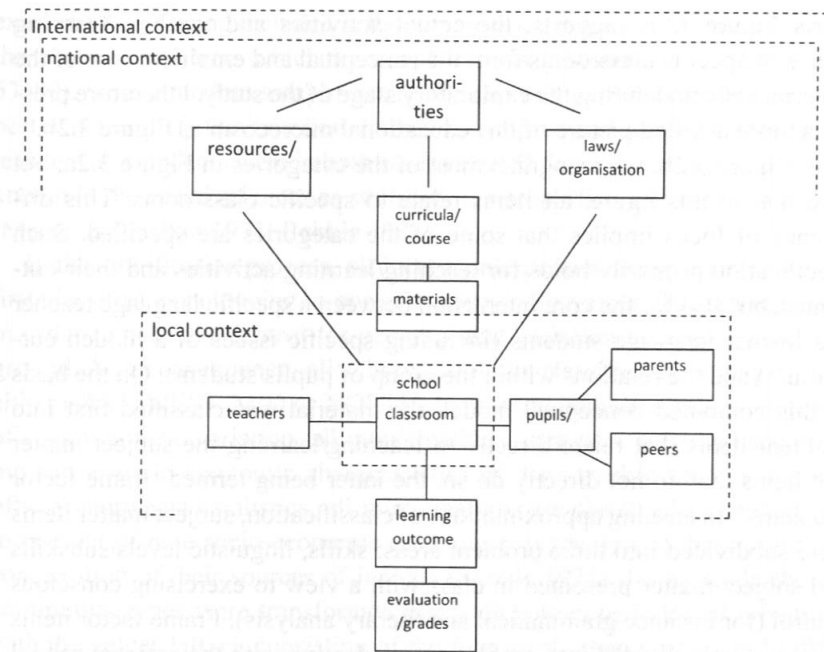 International context
national context
authori-
ties
resources/
laws/
organisation
curricula/
course
materials
local context
school
parents
teachers
classroom
pupils/
peers
learning
outcome
evaluation
/grades